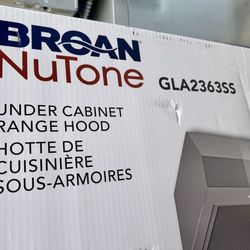 BROAN
NuTone
GLA2363SS
UNDER CABINET
RANGE HOOD
HOTTE DE
CUISINIÈRE
SOUS-ARMOIRES